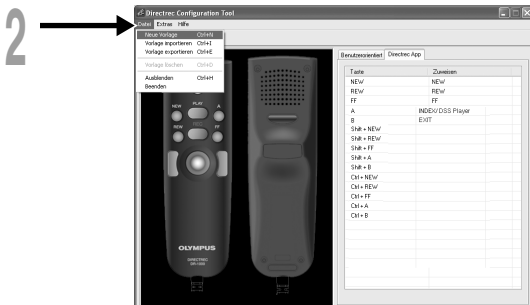 2
Directrec Configuration Tool
Datei Extras Hilfe
Neue Vorlage Ctrl+N
Vorlage importieren Ctrl+I
Vorlage exportieren Ctrl+E
Vorlage löschen Ctrl+D
Ausblenden Ctrl+H
Beenden
Benutzerorientiert Directrec App
Taste Zuweisen
NEW NEW
REW REW
FF FF
A INDEX/DSS Player
B EXIT
Shift + NEW
Shift + REW
Shift + FF
Shift + A
Shift + B
Ctrl + NEW
Ctrl + REW
Ctrl + FF
Ctrl + A
Ctrl + B
NEW PLAY A
REW REC FF
OLYMPUS
DIRECTREC
DR-1000